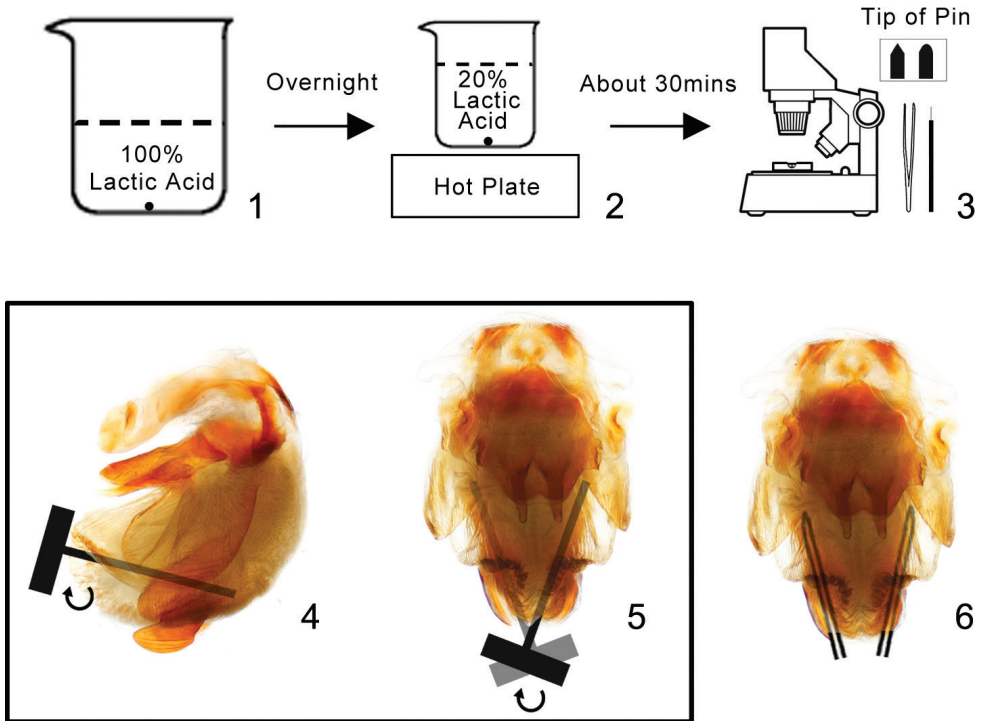 Tip of Pin
Overnight
About 30mins
100%
Lactic Acid
20%
Lactic
Acid
Hot Plate
1
2
3
4
5
6